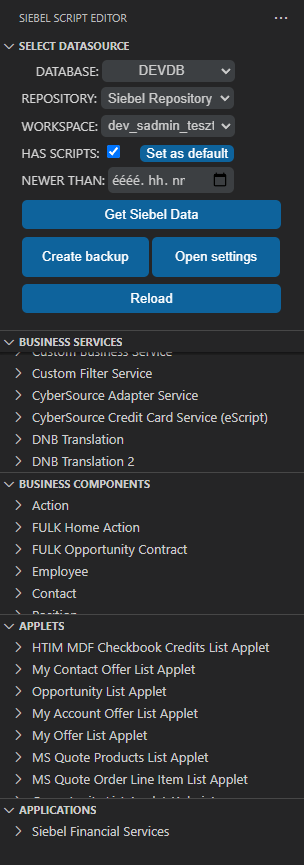 SIEBEL SCRIPT EDITOR
SELECT DATASOURCE
DATABASE: DEVDB
REPOSITORY: Siebel Repository
WORKSPACE: dev_sadmin_teszt
HAS SCRIPTS: Set as default
NEWER THAN: éééé. hh. nn
Get Siebel Data
Create backup Open settings
Reload
BUSINESS SERVICES
Custom Business Service
Custom Filter Service
CyberSource Adapter Service
CyberSource Credit Card Service (eScript)
DNB Translation
DNB Translation 2
BUSINESS COMPONENTS
Action
FULK Home Action
FULK Opportunity Contract
Employee
Contact
Position
APPLETS
HTIM MDF Checkbook Credits List Applet
My Contact Offer List Applet
Opportunity List Applet
My Account Offer List Applet
My Offer List Applet
MS Quote Products List Applet
MS Quote Order Line Item List Applet
APPLICATIONS
Siebel Financial Services